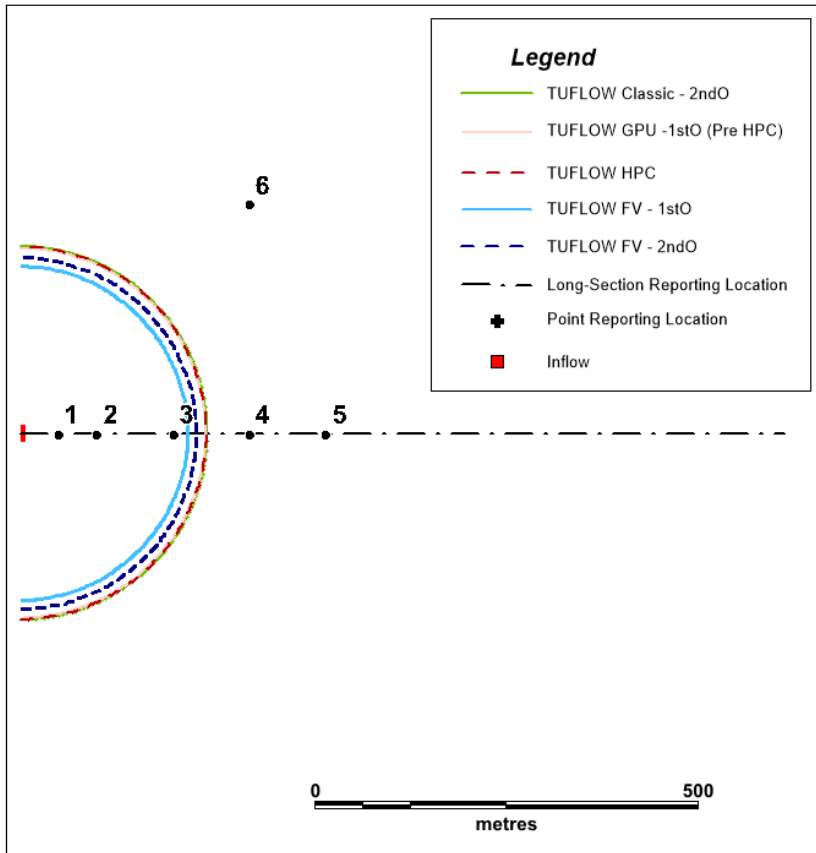 Legend
TUFLOW Classic - 2ndO
TUFLOW GPU -1stO (Pre HPC)
TUFLOW HPC
TUFLOW FV - 1stO
TUFLOW FV - 2ndO
Long-Section Reporting Location
Point Reporting Location
Inflow
6
1 2 3 4 5
0 500
metres